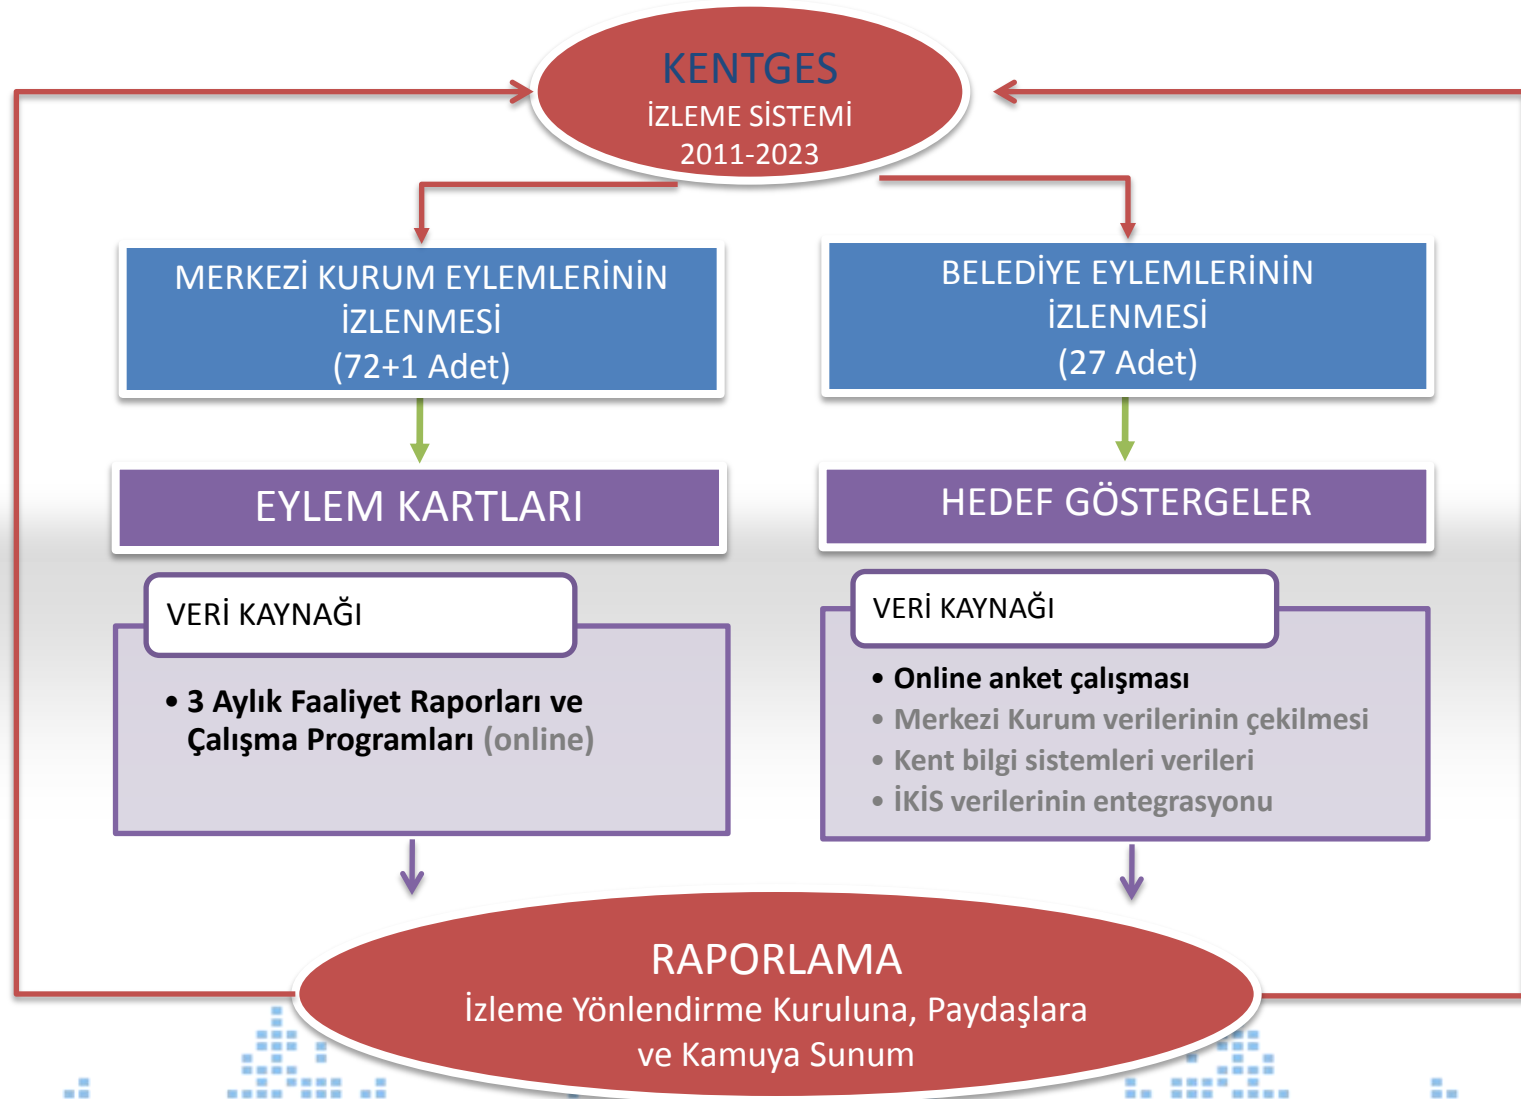 KENTGES
İZLEME SİSTEMİ
2011-2023
MERKEZİ KURUM EYLEMLERİNİN
İZLENMESİ
(72+1 Adet)
BELEDİYE EYLEMLERİNİN
İZLENMESİ
(27 Adet)
EYLEM KARTLARI
HEDEF GÖSTERGELER
VERİ KAYNAĞI
• 3 Aylık Faaliyet Raporları ve
Çalışma Programları (online)
VERİ KAYNAĞI
• Online anket çalışması
• Merkezi Kurum verilerinin çekilmesi
• Kent bilgi sistemleri verileri
• İKİS verilerinin entegrasyonu
RAPORLAMA
İzleme Yönlendirme Kuruluna, Paydaşlara
ve Kamuya Sunum